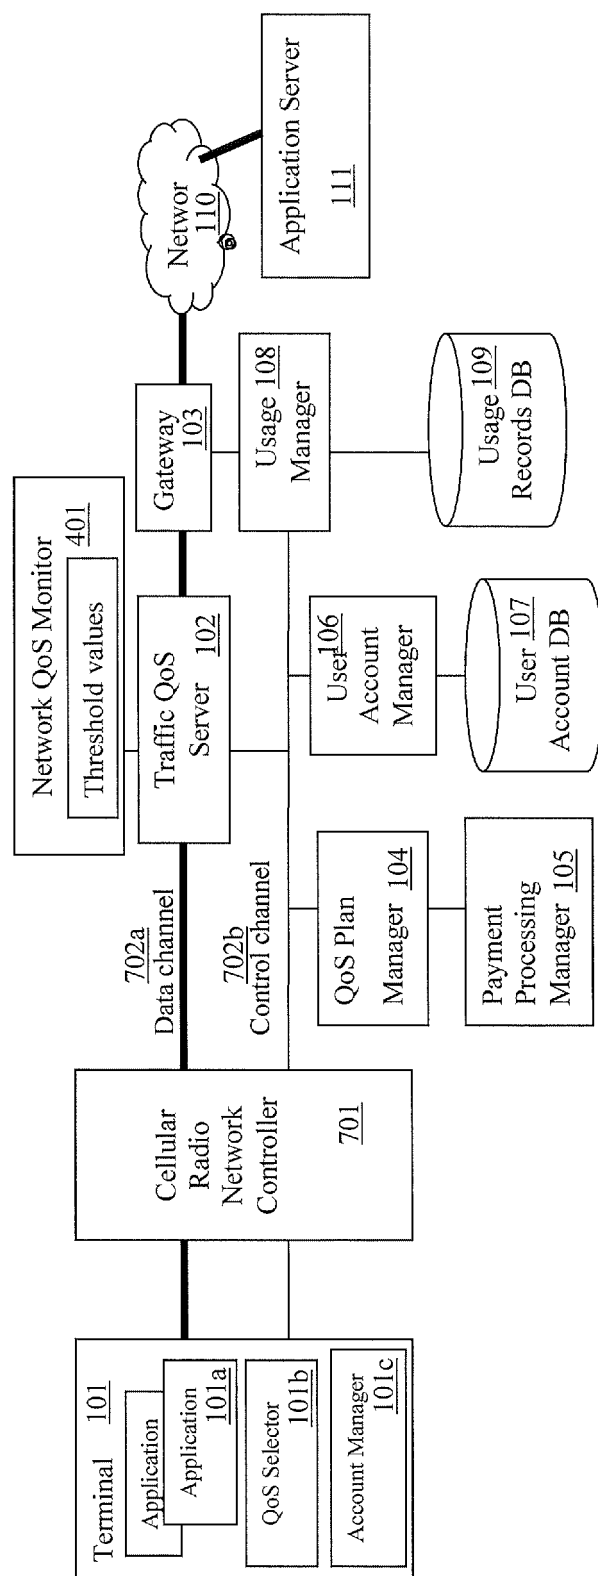 Terminal 101
Application
Application
101a
QoS Selector
101b
Account Manager
101c
Cellular
Radio
Network
Controller
701
702a
Data channel
702b
Control channel
Network QoS Monitor
401
Threshold values
Traffic QoS
Server 102
Gateway
103
Networ
110
Application Server
111
QoS Plan
Manager 104
Payment
Processing
Manager 105
106
User
Account
Manager
User 107
Account DB
Usage 108
Manager
Usage 109
Records DB